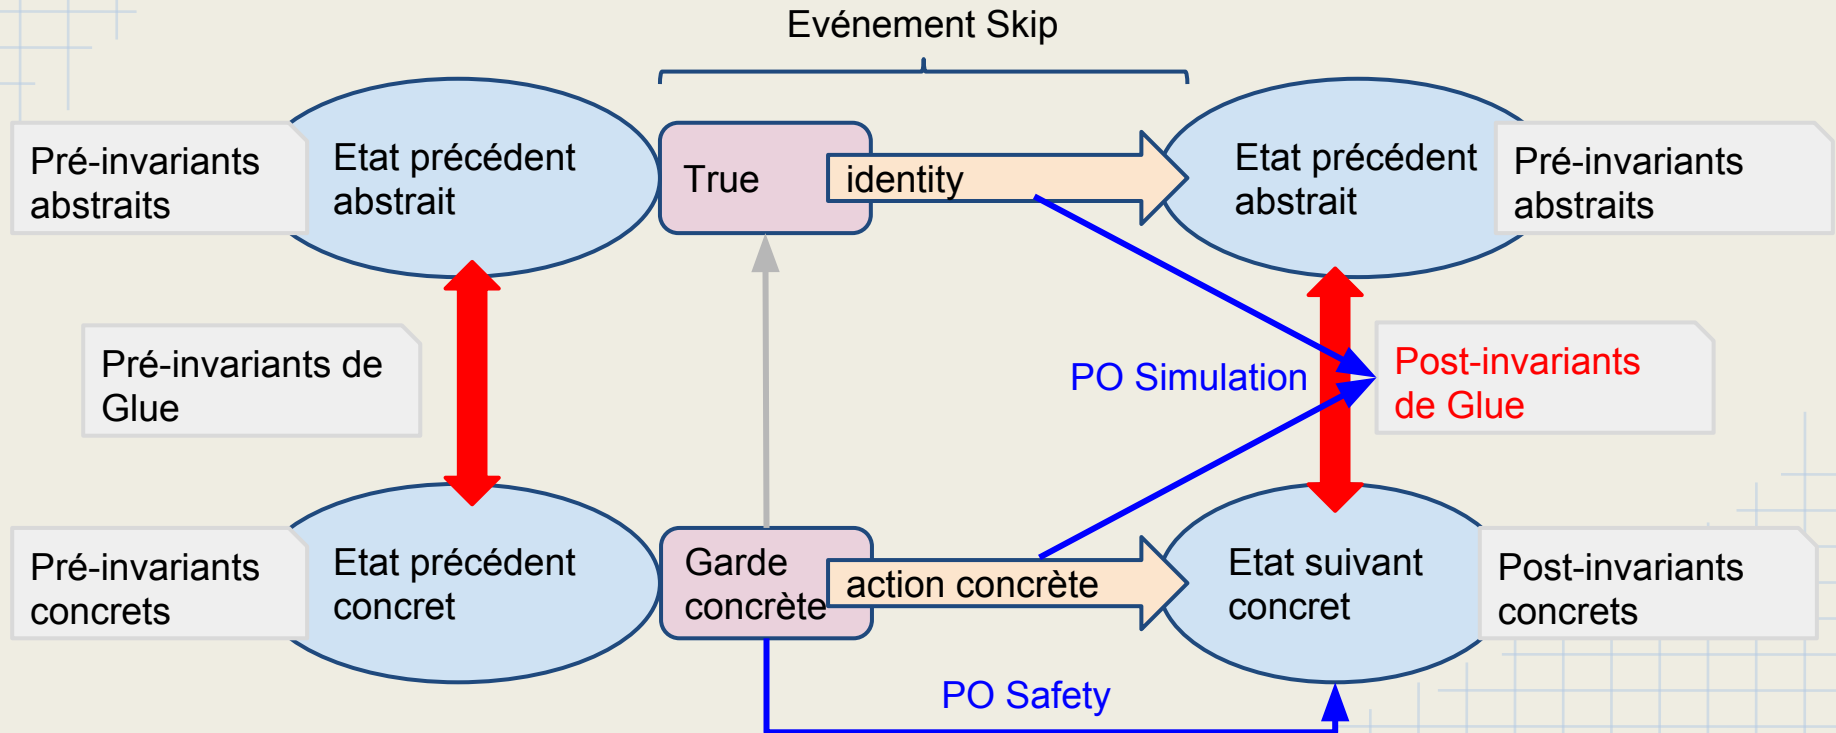 Evénement Skip
Pré-invariants
abstraits
Etat précédent
abstrait
True
identity
Etat précédent
abstrait
Pré-invariants
abstraits
Pré-invariants de
Glue
PO Simulation
Post-invariants
de Glue
Pré-invariants
concrets
Etat précédent
concret
Garde
concrète
action concrète
Etat suivant
concret
Post-invariants
concrets
PO Safety